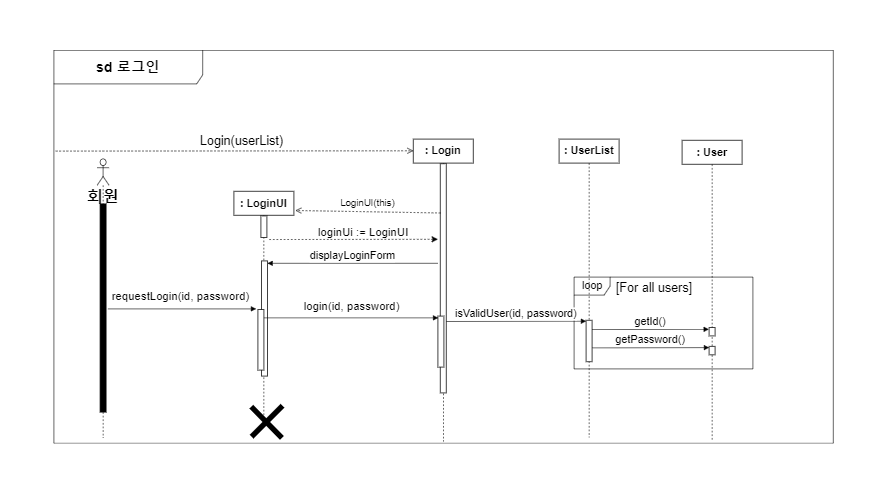 sd 로그인
Login(userList)
: Login
: UserList
: User
회원
: LoginUI
LoginUI(this)
loginUi := LoginUI
displayLoginForm
loop
[For all users]
requestLogin(id, password)
login(id, password)
isValidUser(id, password)
getId()
getPassword()